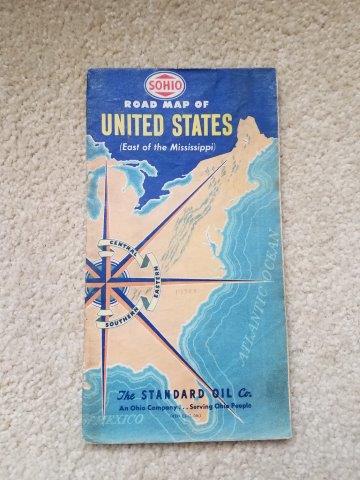 SOHIO
ROAD MAP OF
UNITED STATES
(East of the Mississippi)
CENTRAL
EASTERN
SOUTHERN
ATLANTIC OCEAN
The STANDARD OIL Co.
An Ohio Company . . . Serving Ohio People
MEXICO